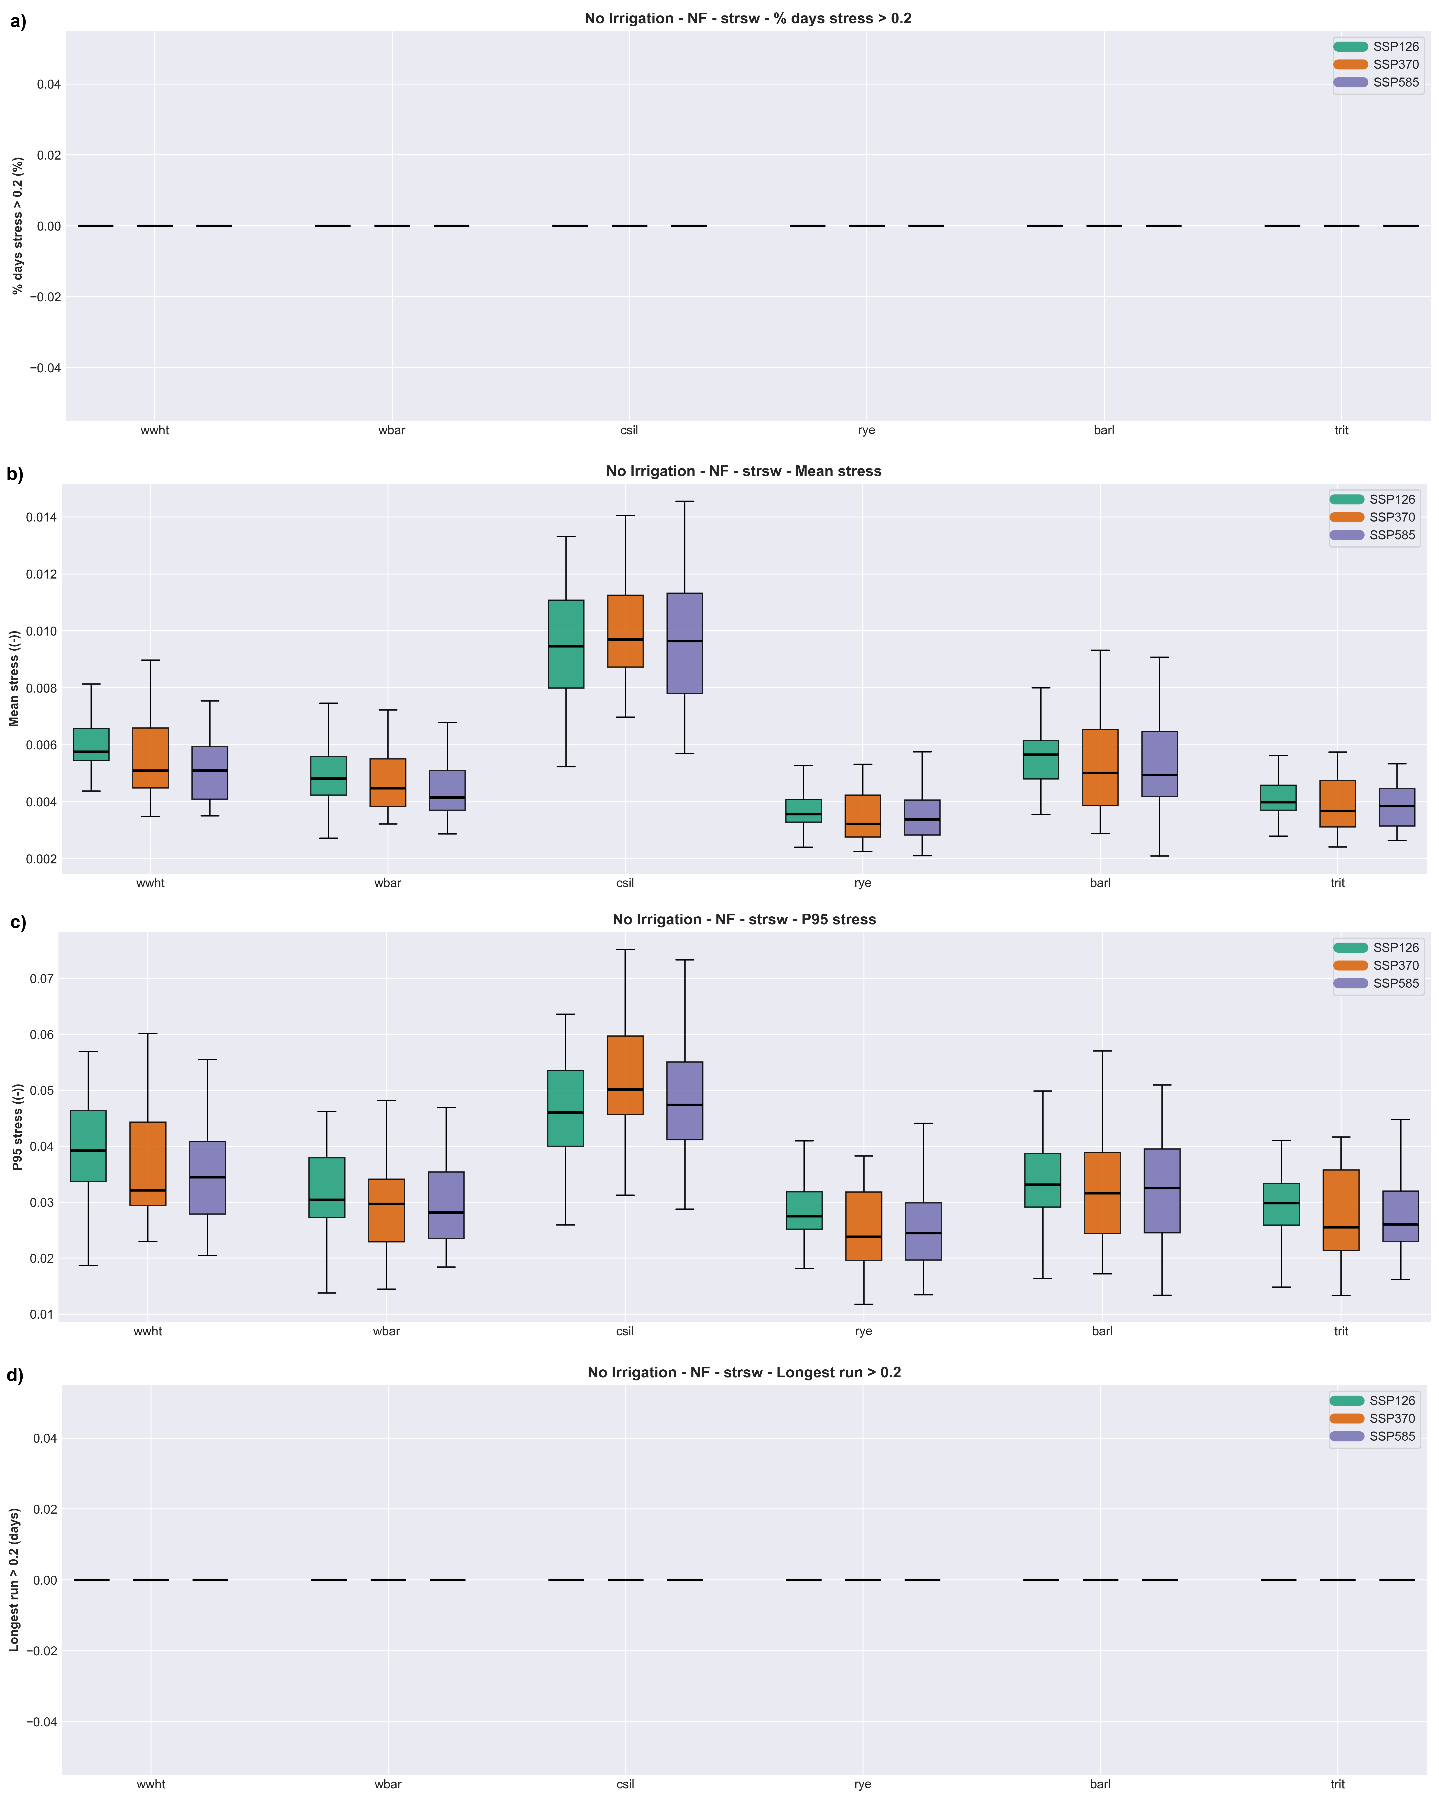 a)
No Irrigation - NF - strsw - % days stress > 0.2
SSP126
SSP370
SSP585
% days stress > 0.2 (%)
0.04
0.02
0.00
−0.02
−0.04
wwht wbar csil rye barl trit
b)
No Irrigation - NF - strsw - Mean stress
SSP126
SSP370
SSP585
Mean stress ((-))
0.014
0.012
0.010
0.008
0.006
0.004
0.002
wwht wbar csil rye barl trit
c)
No Irrigation - NF - strsw - P95 stress
SSP126
SSP370
SSP585
P95 stress ((-))
0.07
0.06
0.05
0.04
0.03
0.02
0.01
wwht wbar csil rye barl trit
d)
No Irrigation - NF - strsw - Longest run > 0.2
SSP126
SSP370
SSP585
Longest run > 0.2 (days)
0.04
0.02
0.00
−0.02
−0.04
wwht wbar csil rye barl trit